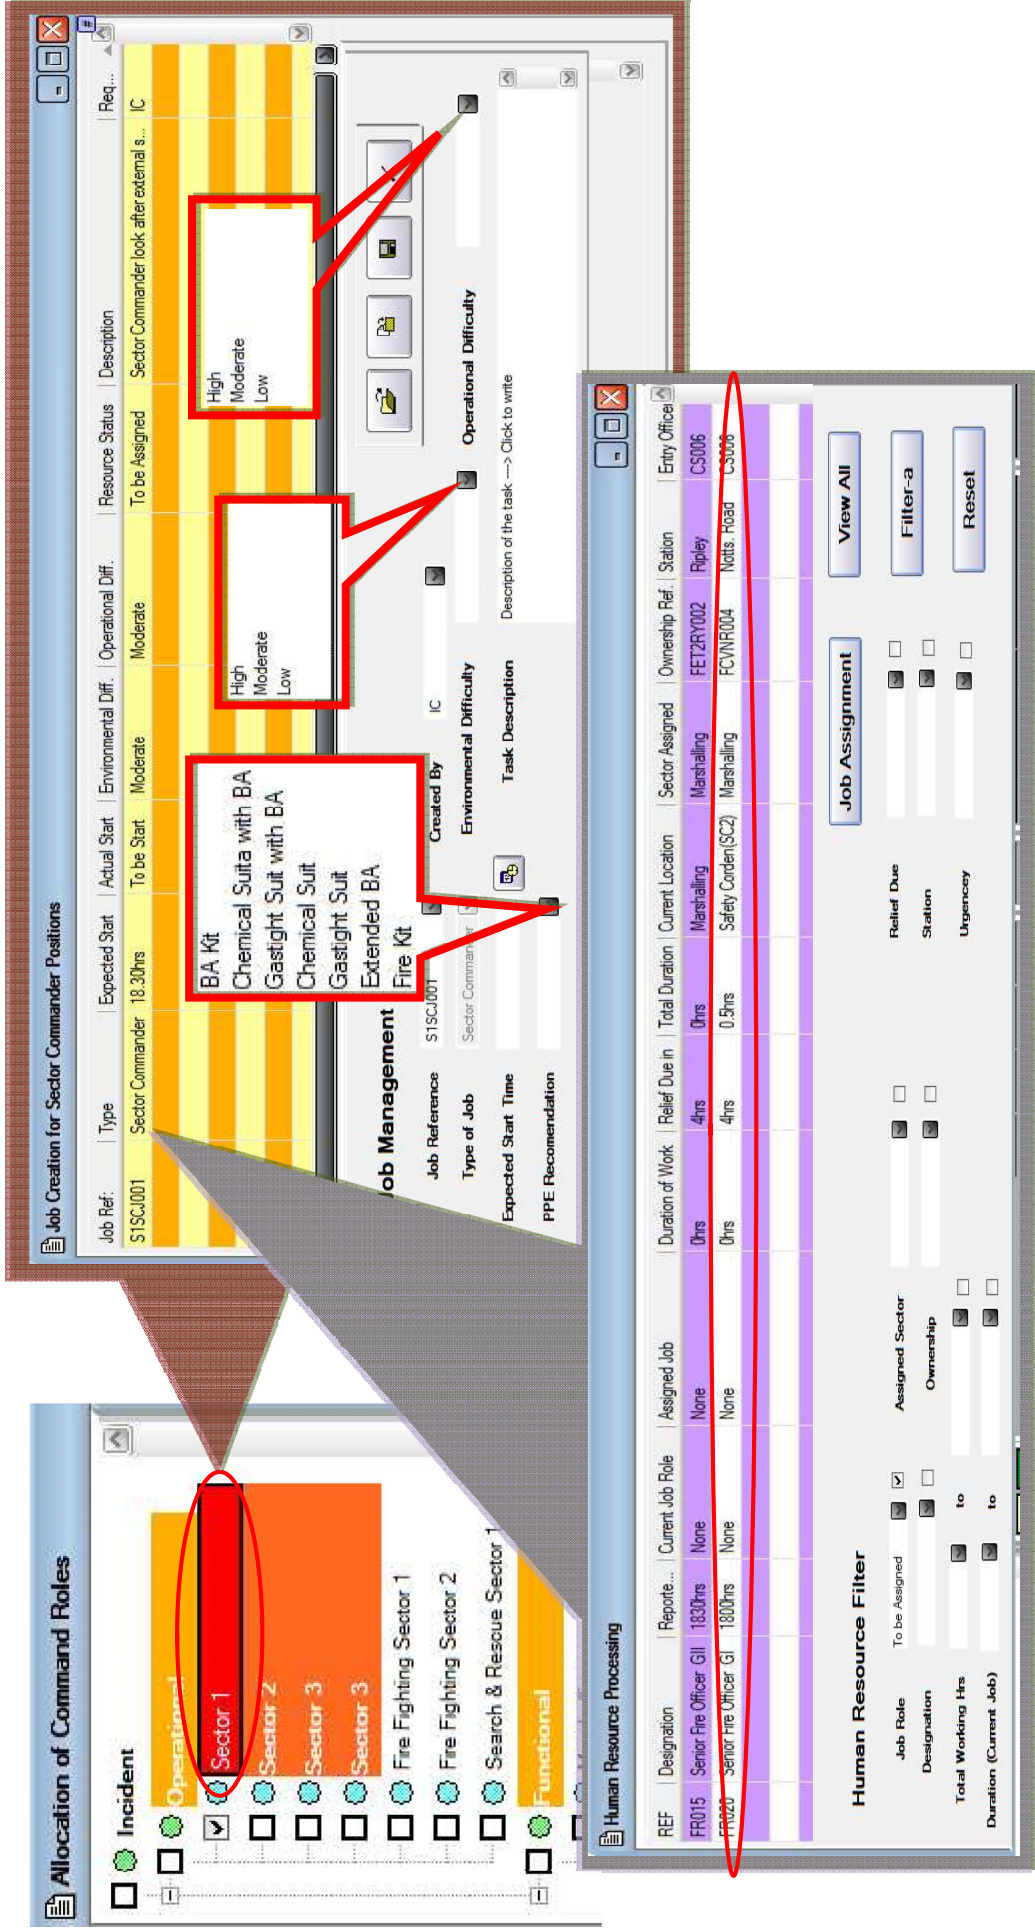 Allocation of Command Roles
Incident
Operational
Sector 1
Sector 2
Sector 3
Sector 3
Fire Fighting Sector 1
Fire Fighting Sector 2
Search & Rescue Sector 1
Functional
Job Creation for Sector Commander Positions
Job Ref: Type Expected Start Actual Start Environmental Diff. Operational Diff. Resource Status Description Req...
S1SCJ001 Sector Commander 18.30hrs To be Start Moderate Moderate To be Assigned Sector Commander look after external s... IC
BA Kit
Chemical Suita with BA
Gastight Suit with BA
Chemical Suit
Gastight Suit
Extended BA
Fire Kit
High
Moderate
Low
High
Moderate
Low
Job Management
Job Reference S1SCJ001 Created By IC
Type of Job Sector Commander Environmental Difficulty Operational Difficulty
Expected Start Time Task Description Description of the task ---> Click to write
PPE Recomendation
Human Resource Processing
REF Designation Reporte... Current Job Role Assigned Job Duration of Work Relief Due in Total Duration Current Location Sector Assigned Ownership Ref. Station Entry Officer
FR015 Senior Fire Officer GII 1830hrs None None 0hrs 4hrs 0hrs Marshalling Marshalling FET2RY002 Ripley CS006
FR020 Senior Fire Officer GI 1800hrs None None 0hrs 4hrs 0.5hrs Safety Corden(SC2) Marshalling FCVNR004 Notts. Road CS006
Human Resource Filter
Job Assignment View All
Job Role To be Assigned Assigned Sector Relief Due
Filter-a
Designation Ownership Station
Total Working Hrs to Urgencey
Reset
Duration (Current Job) to